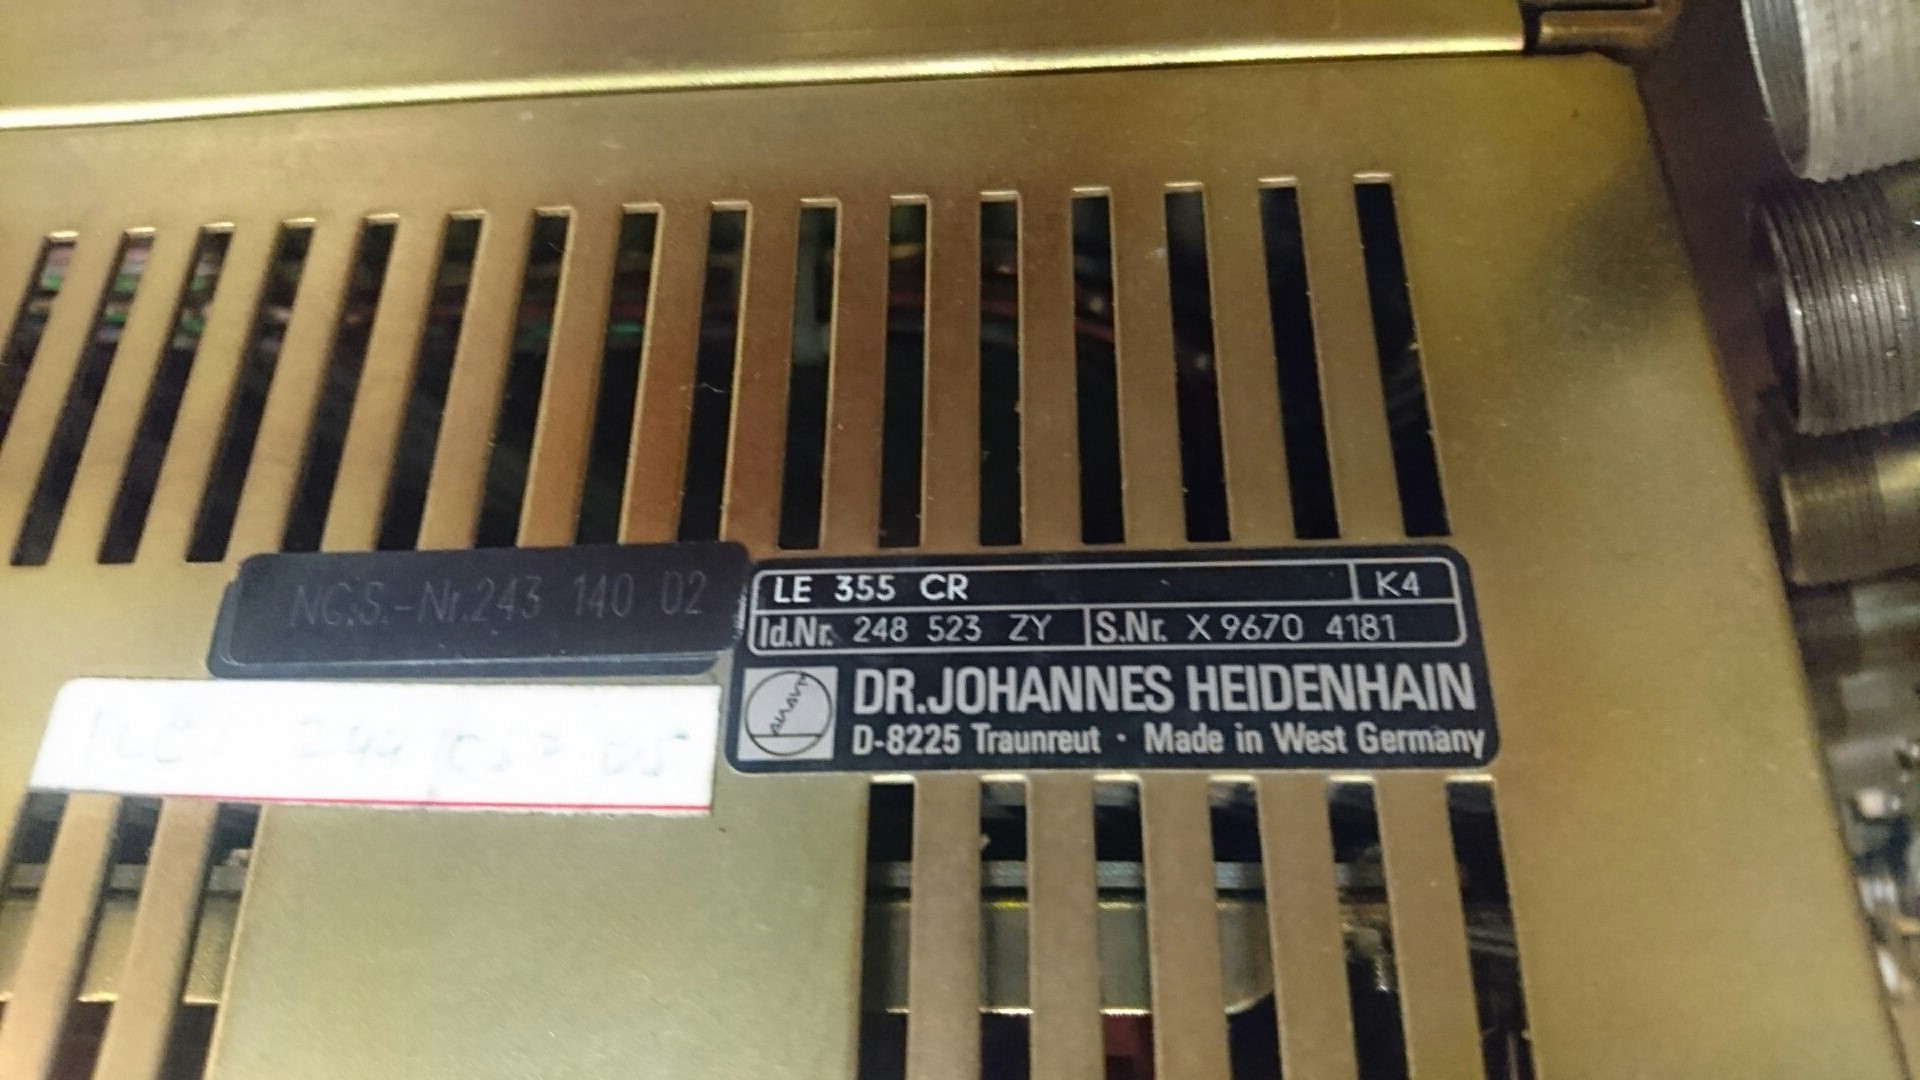 NC.S.-Nr.243 140 02
LE 355 CR K4
Id.Nr. 248 523 ZY S.Nr. X 9670 4181
DR.JOHANNES HEIDENHAIN
D-8225 Traunreut · Made in West Germany
244